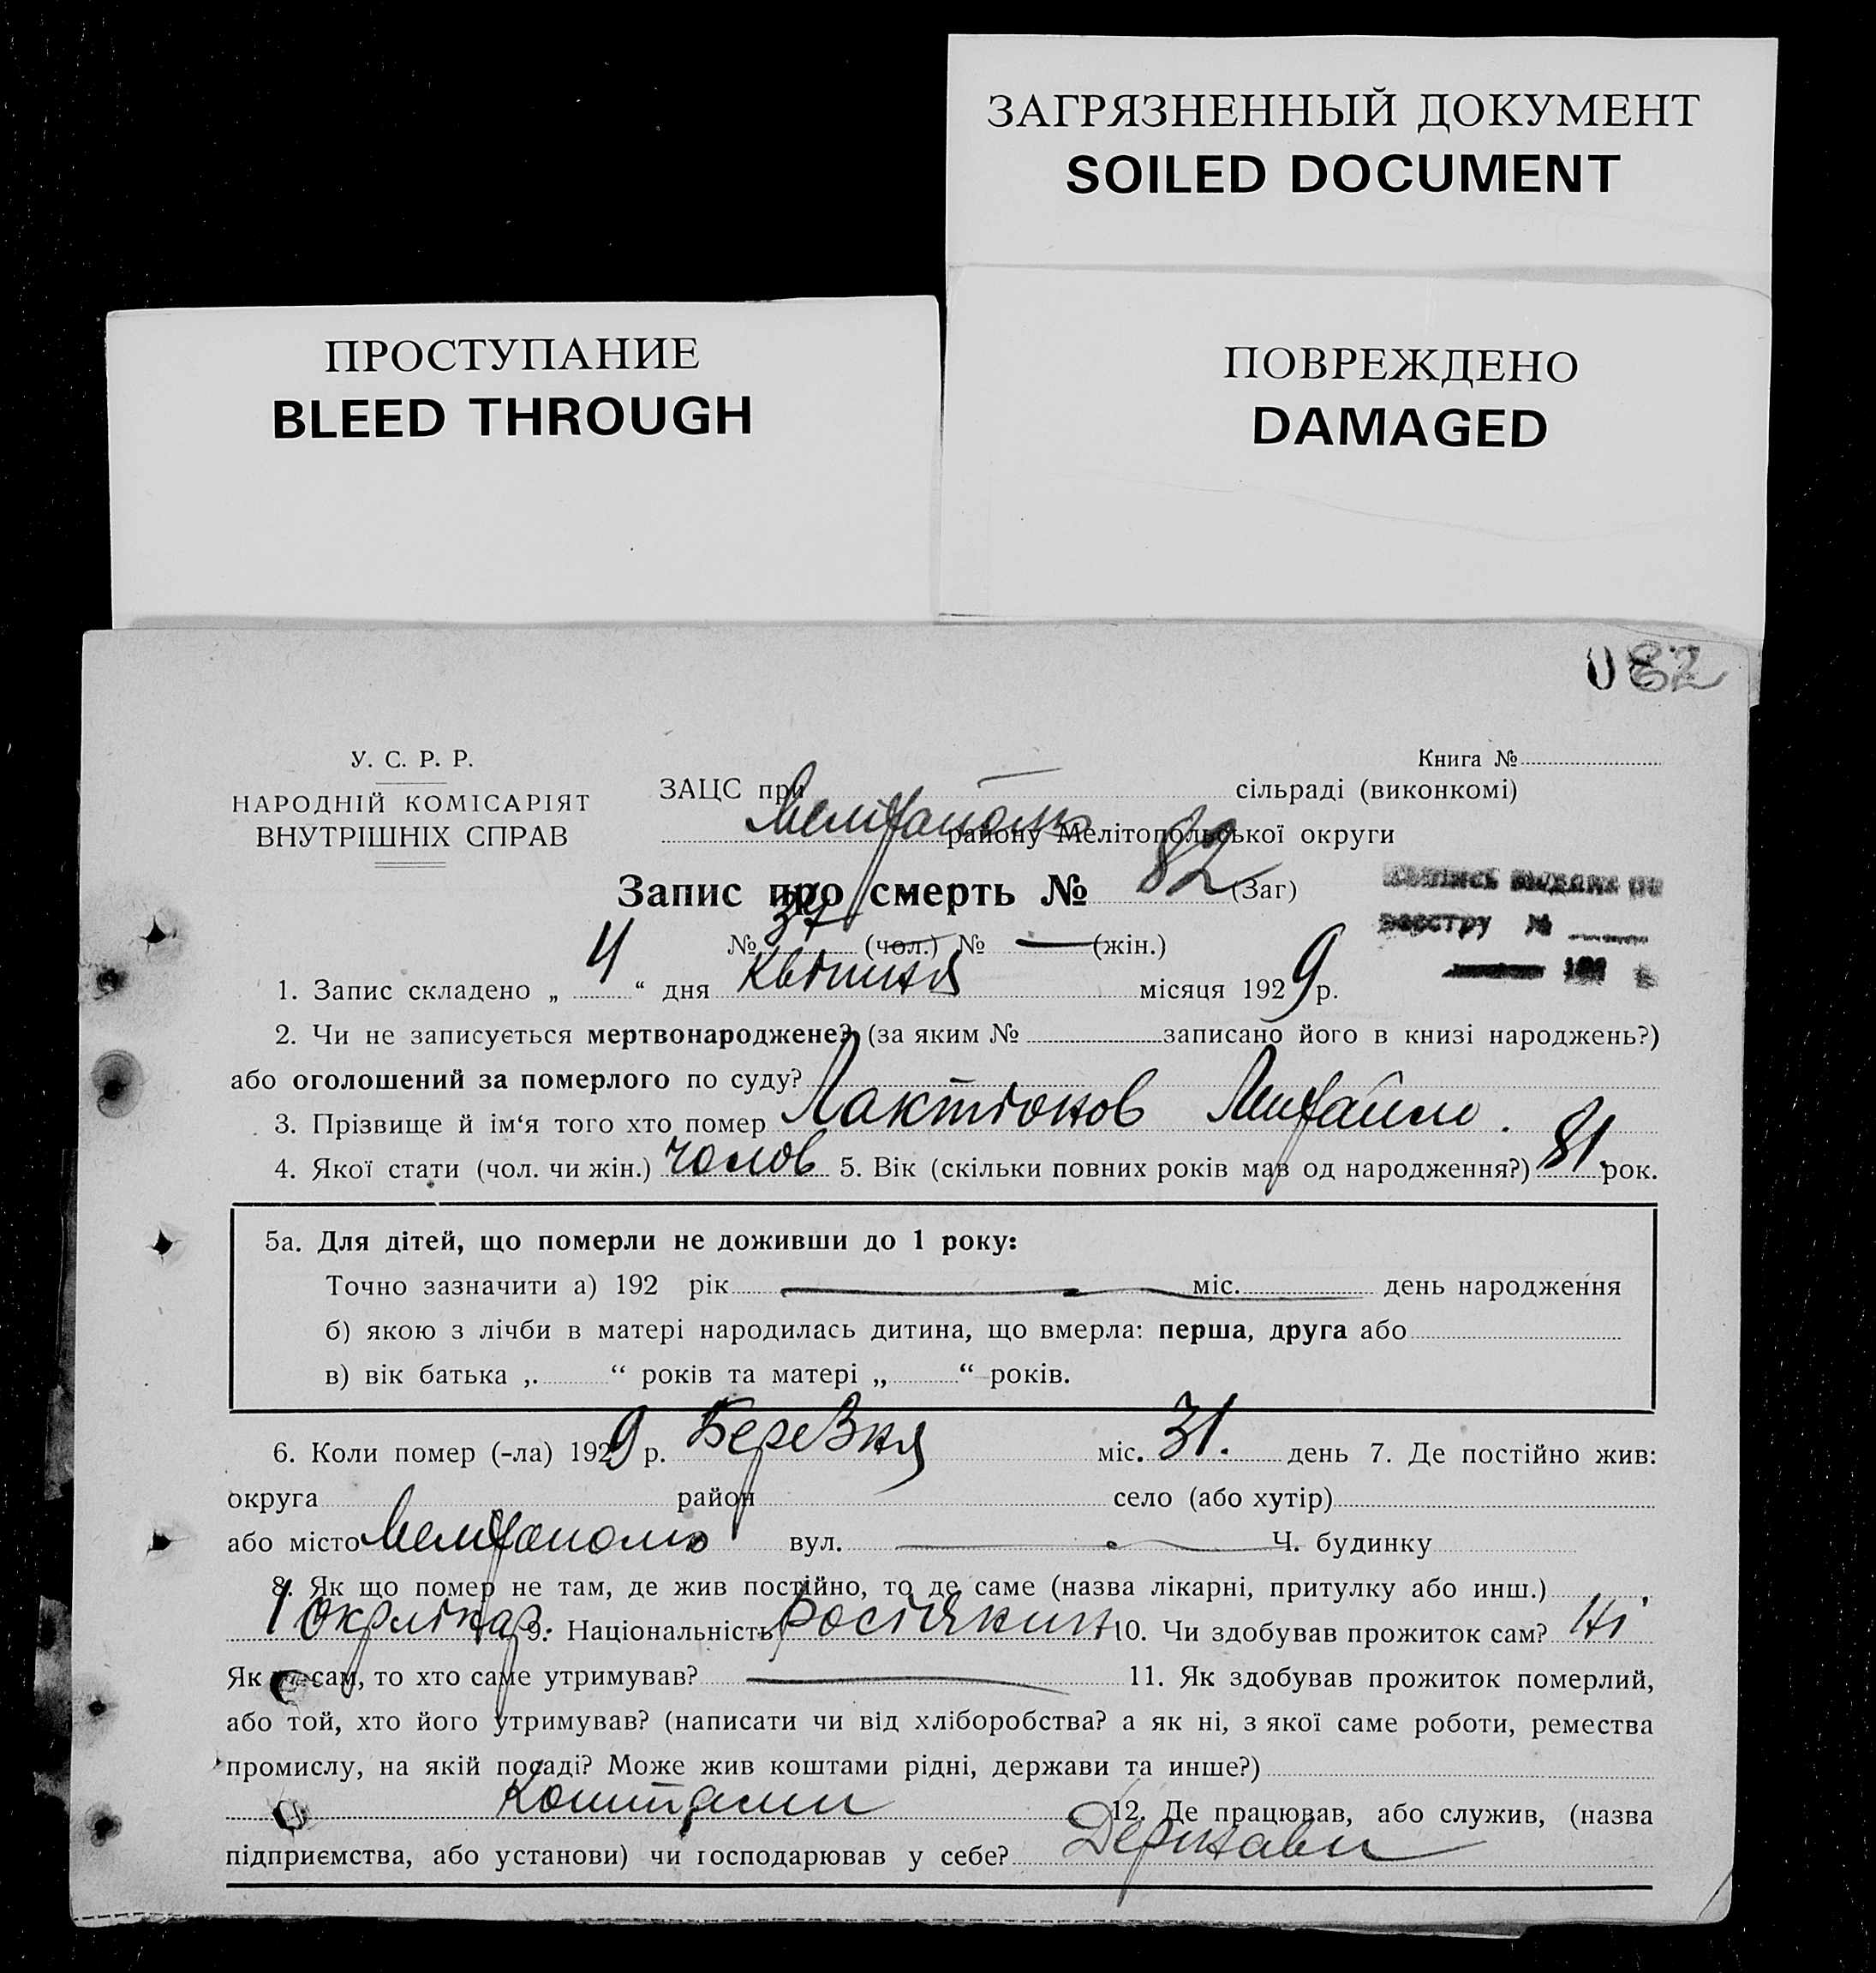 ЗАГРЯЗНЕННЫЙ ДОКУМЕНТ
SOILED DOCUMENT
ПРОСТУПАНИЕ
BLEED THROUGH
ПОВРЕЖДЕНО
DAMAGED
082
У. С. Р. Р.
НАРОДНІЙ КОМІСАРІЯТ
ВНУТРІШНІХ СПРАВ
Книга №
ЗАЦС при сільраді (виконкомі)
району Мелітопольської округи
Запис про смерть № 82 (Заг)
реєстру №
№ 37 (чол.) № — (жін.)
1. Запис складено „ 4 “ дня Квітня місяця 1929 р.
2. Чи не записується мертвонароджене? (за яким № записано його в книзі народжень?)
або оголошений за померлого по суду?
3. Прізвище й ім‘я того хто помер Лактіонов Михайло.
4. Якої стати (чол. чи жін.) чолов 5. Вік (скільки повних років мав од народження?) 81. рок.
5а. Для дітей, що померли не доживши до 1 року:
Точно зазначити а) 192 рік — міс. день народження
б) якою з лічби в матері народилась дитина, що вмерла: перша, друга або
в) вік батька „ “ років та матері „ “ років.
6. Коли помер (-ла) 1929 р. Березня міс. 31. день 7. Де постійно жив:
округа район село (або хутір)
або місто Мелітополь вул. — Ч. будинку
8. Як що помер не там, де жив постійно, то де саме (назва лікарні, притулку або инш.)
1 Окрлікар 9. Національність Росіянин 10. Чи здобував прожиток сам? Ні
Як не сам, то хто саме утримував? — 11. Як здобував прожиток померлий,
або той, хто його утримував? (написати чи від хліборобства? а як ні, з якої саме роботи, ремества
промислу, на якій посаді? Може жив коштами рідні, держави та инше?)
Коштами 12. Де працював, або служив, (назва
підприємства, або установи) чи господарював у себе? Держави